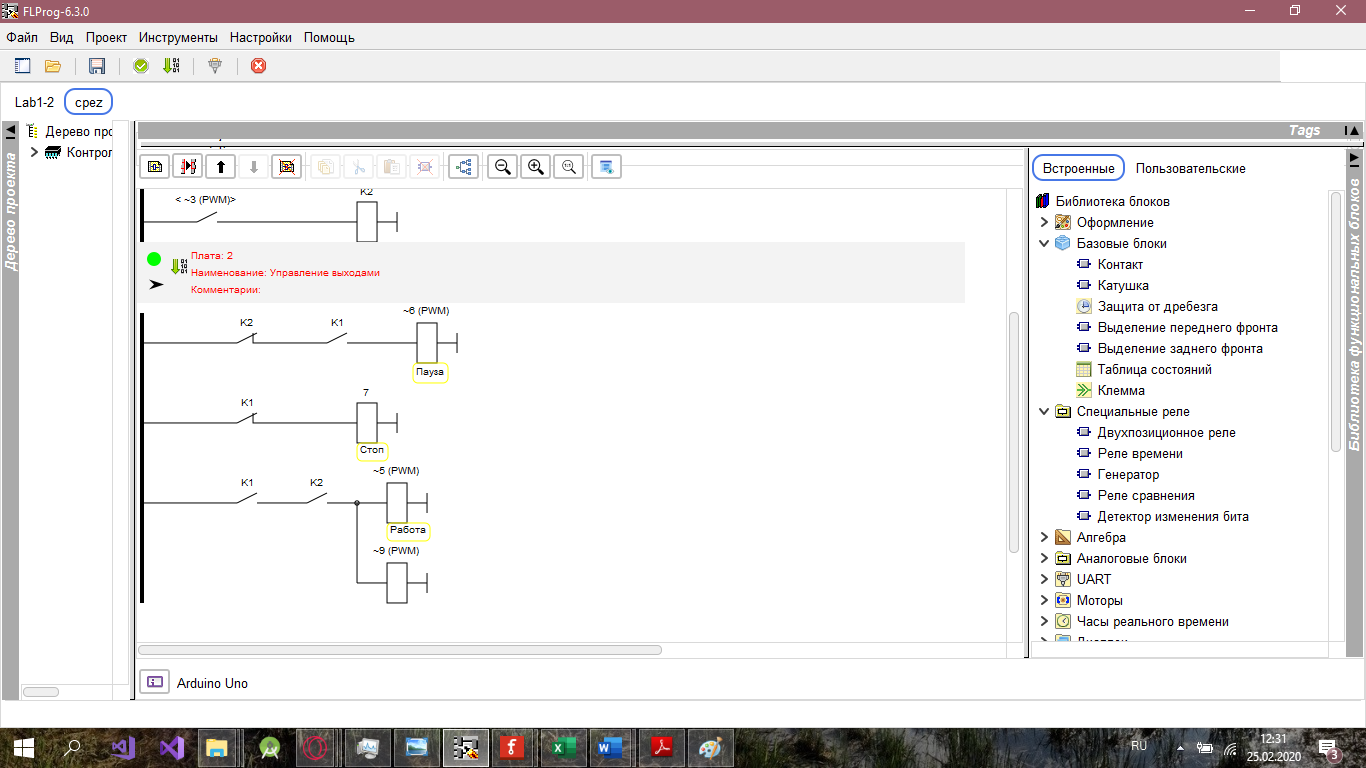 FLProg-6.3.0
Файл Вид Проект Инструменты Настройки Помощь
Lab1-2 срез
Tags
Дерево проекта
Дерево про
Контрол
K2
< ~3 (PWM)>
Плата: 2
Наименование: Управление выходами
Комментарии:
~6 (PWM)
K2 K1
Пауза
7
K1
Стоп
~5 (PWM)
K1 K2
Работа
~9 (PWM)
Arduino Uno
Встроенные Пользовательские
Библиотека блоков
Оформление
Базовые блоки
Контакт
Катушка
Защита от дребезга
Выделение переднего фронта
Выделение заднего фронта
Таблица состояний
Клемма
Специальные реле
Двухпозиционное реле
Реле времени
Генератор
Реле сравнения
Детектор изменения бита
Алгебра
Аналоговые блоки
UART
Моторы
Часы реального времени
Библиотека функциональных блоков
RU
12:31
25.02.2020
3